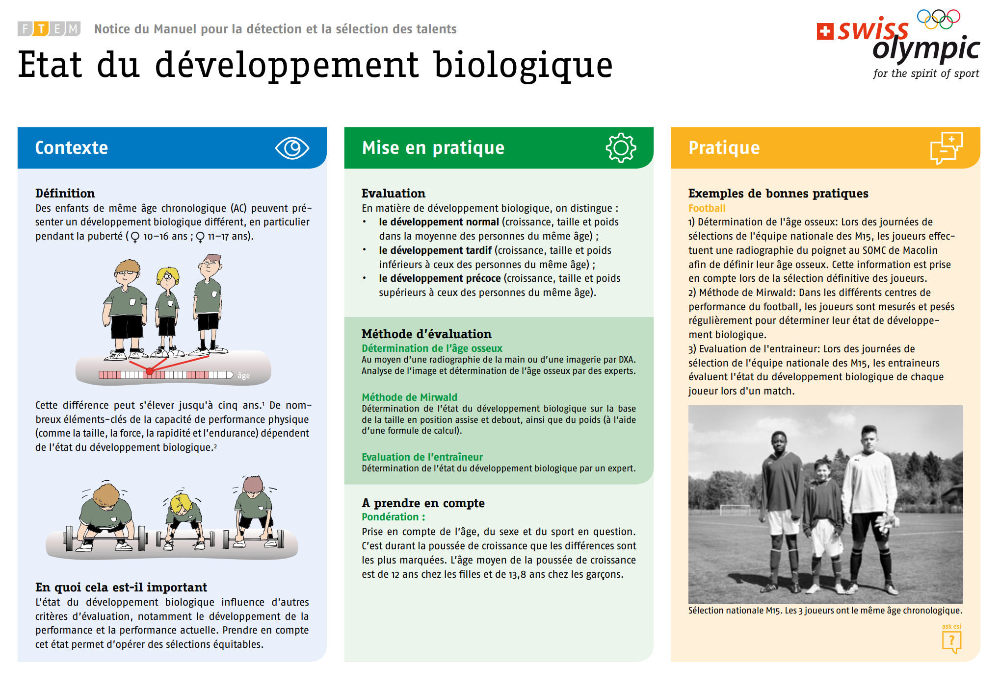 F T E M
Notice du Manuel pour la détection et la sélection des talents
Etat du développement biologique
swiss
olympic
for the spirit of sport
Contexte
Définition
Des enfants de même âge chronologique (AC) peuvent pré-
senter un développement biologique différent, en particulier
pendant la puberté (♀ 10–16 ans ; ♀ 11–17 ans).
âge
Cette différence peut s'élever jusqu'à cinq ans.¹ De nom-
breux éléments-clés de la capacité de performance physique
(comme la taille, la force, la rapidité et l’endurance) dépendent
de l’état du développement biologique.²
En quoi cela est-il important
L’état du développement biologique influence d’autres
critères d’évaluation, notamment le développement de la
performance et la performance actuelle. Prendre en compte
cet état permet d’opérer des sélections équitables.
Mise en pratique
Evaluation
En matière de développement biologique, on distingue :
• le développement normal (croissance, taille et poids
dans la moyenne des personnes du même âge) ;
• le développement tardif (croissance, taille et poids
inférieurs à ceux des personnes du même âge) ;
• le développement précoce (croissance, taille et poids
supérieurs à ceux des personnes du même âge).
Méthode d’évaluation
Détermination de l’âge osseux
Au moyen d’une radiographie de la main ou d’une imagerie par DXA.
Analyse de l’image et détermination de l’âge osseux par des experts.
Méthode de Mirwald
Détermination de l’état du développement biologique sur la base
de la taille en position assise et debout, ainsi que du poids (à l’aide
d’une formule de calcul).
Evaluation de l’entraîneur
Détermination de l’état du développement biologique par un expert.
A prendre en compte
Pondération :
Prise en compte de l’âge, du sexe et du sport en question.
C’est durant la poussée de croissance que les différences sont
les plus marquées. L’âge moyen de la poussée de croissance
est de 12 ans chez les filles et de 13,8 ans chez les garçons.
Pratique
Exemples de bonnes pratiques
Football
1) Détermination de l'âge osseux: Lors des journées de
sélections de l'équipe nationale des M15, les joueurs effec-
tuent une radiographie du poignet au SOMC de Macolin
afin de définir leur âge osseux. Cette information est prise
en compte lors de la sélection définitive des joueurs.
2) Méthode de Mirwald: Dans les différents centres de
performance du football, les joueurs sont mesurés et pesés
régulièrement pour déterminer leur état de développe-
ment biologique.
3) Evaluation de l'entraineur: Lors des journées de
sélection de l'équipe nationale des M15, les entraineurs
évaluent l'état du développement biologique de chaque
joueur lors d'un match.
Sélection nationale M15. Les 3 joueurs ont le même âge chronologique.
ask esi
?